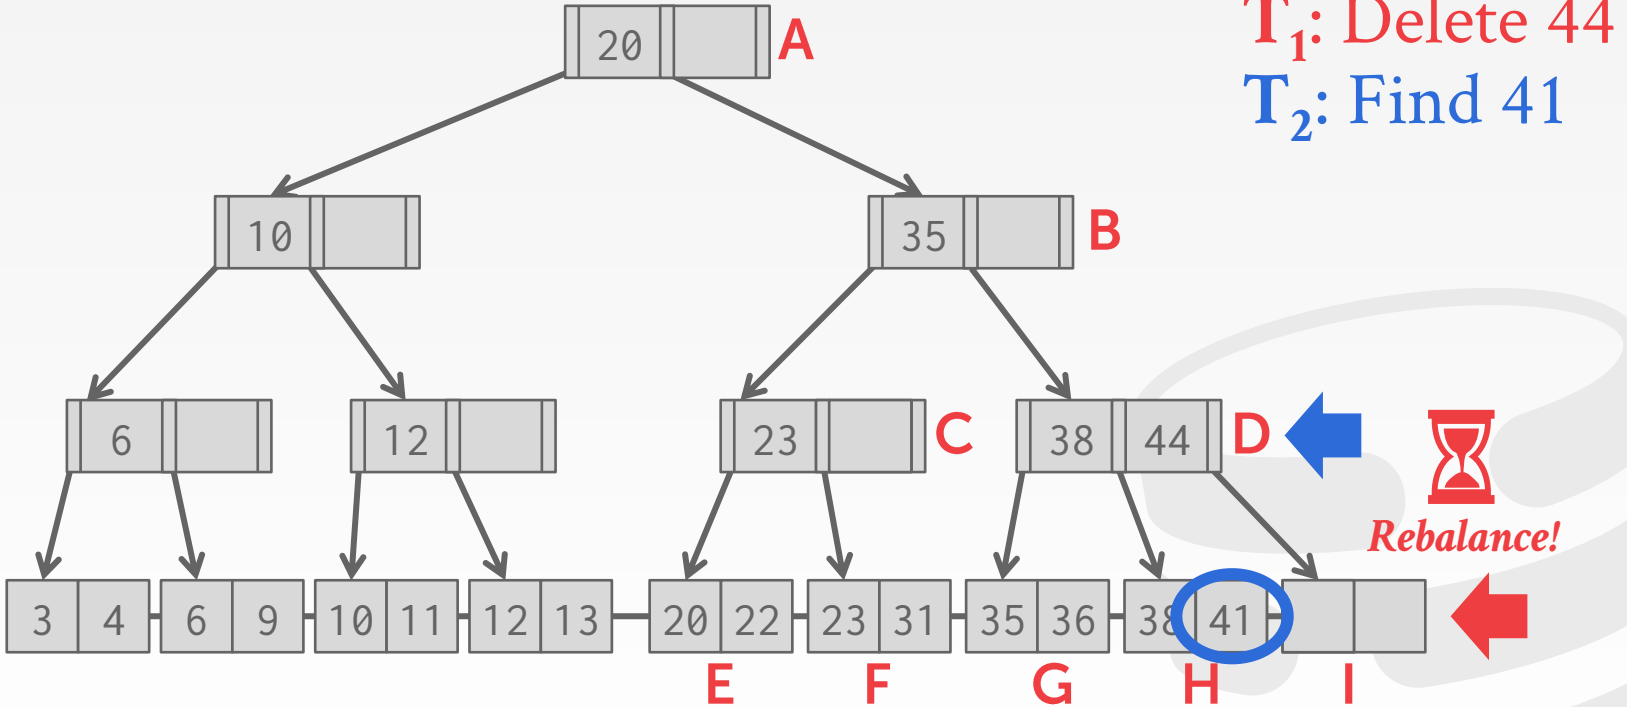 T1: Delete 44
T2: Find 41
20 A
10
35 B
6
12
23 C
38 44 D
Rebalance!
3 4 6 9 10 11 12 13 20 22 23 31 35 36 38 41
E F G H I